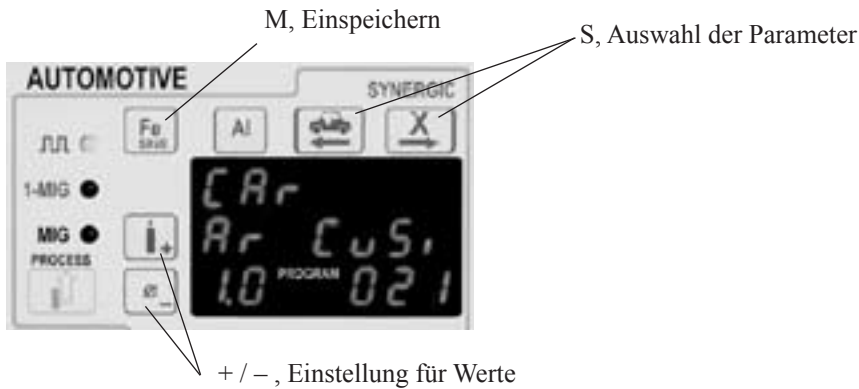 M, Einspeichern
S, Auswahl der Parameter
AUTOMOTIVE
SYNERGIC
Fe
SAVE
Al
X
1-MIG
MIG
PROCESS
CAr
Ar CuSi
1.0 PROGRAM 021
+
Ø
–
+ / – , Einstellung für Werte